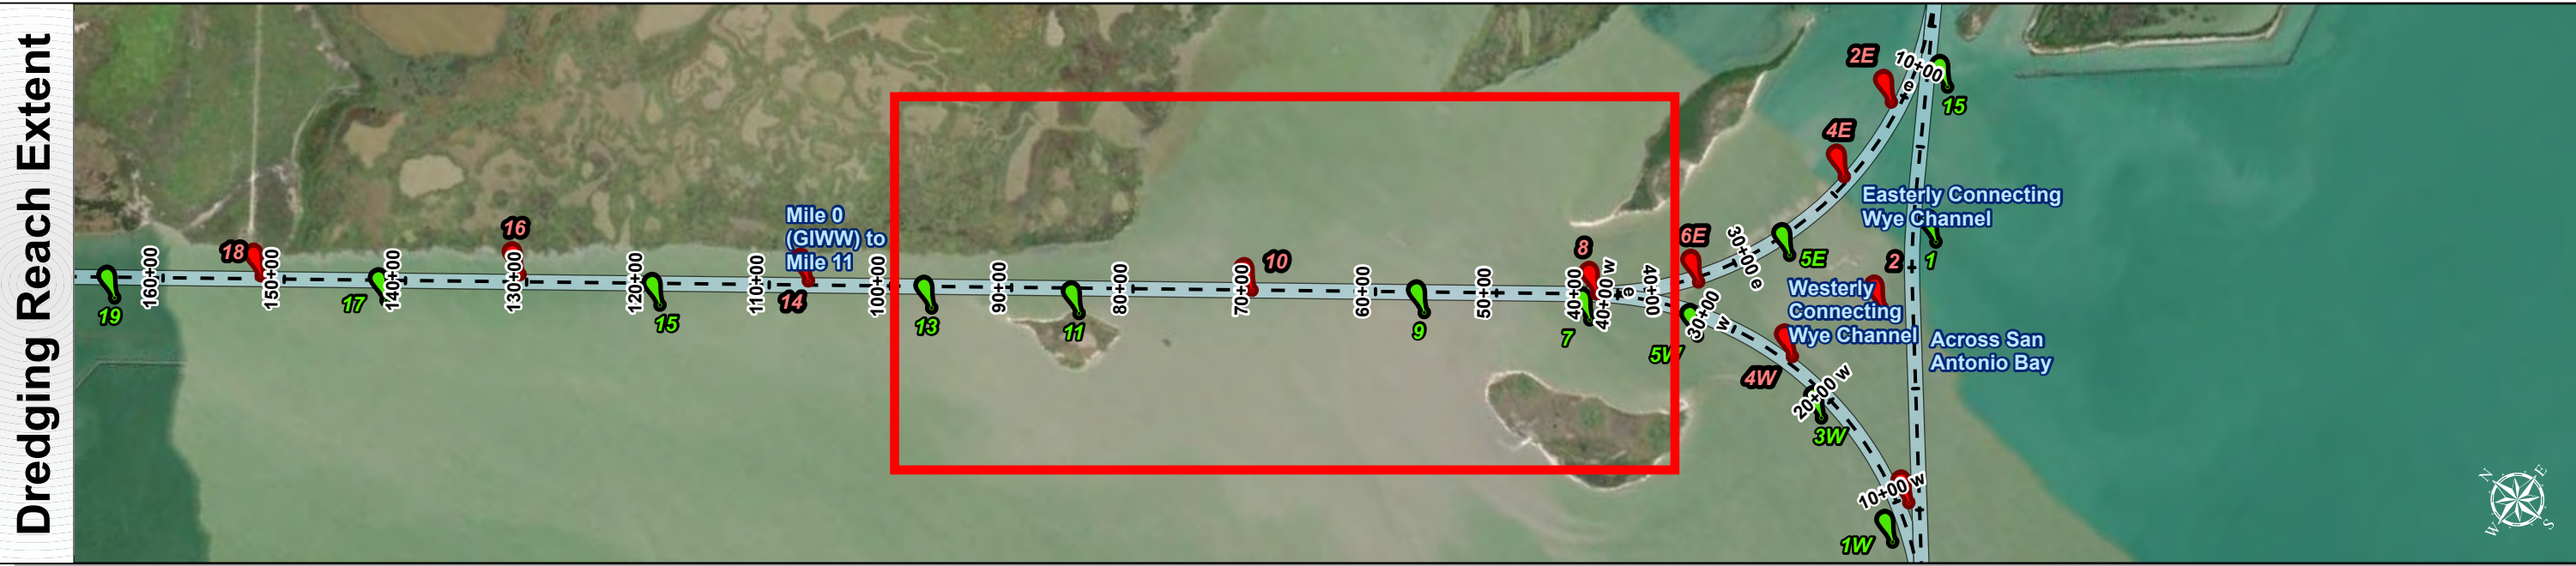 Dredging Reach Extent
2E
10+00
e
15
4E
Easterly Connecting
Wye Channel
Mile 0
(GIWW) to
Mile 11
16
18
6E
30+00 e
5E
2
1
8
10
19
160+00
150+00
17
140+00
130+00
120+00
15
110+00
14
100+00
13
90+00
11
80+00
70+00
60+00
9
50+00
40+00
7
40+00 w
40+00 e
5W
30+00 w
Westerly
Connecting
Wye Channel
Across San
Antonio Bay
4W
20+00 w
3W
10+00 w
1W
N
E
W
S